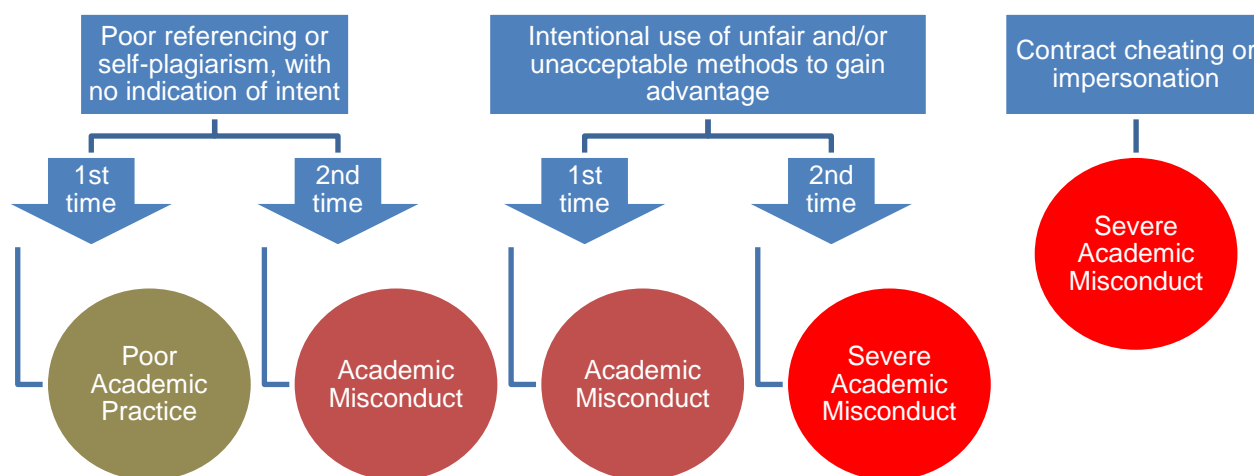 Poor referencing or
self-plagiarism, with
no indication of intent
Intentional use of unfair and/or
unacceptable methods to gain
advantage
Contract cheating or
impersonation
1st
time
2nd
time
1st
time
2nd
time
Severe
Academic
Misconduct
Poor
Academic
Practice
Academic
Misconduct
Academic
Misconduct
Severe
Academic
Misconduct